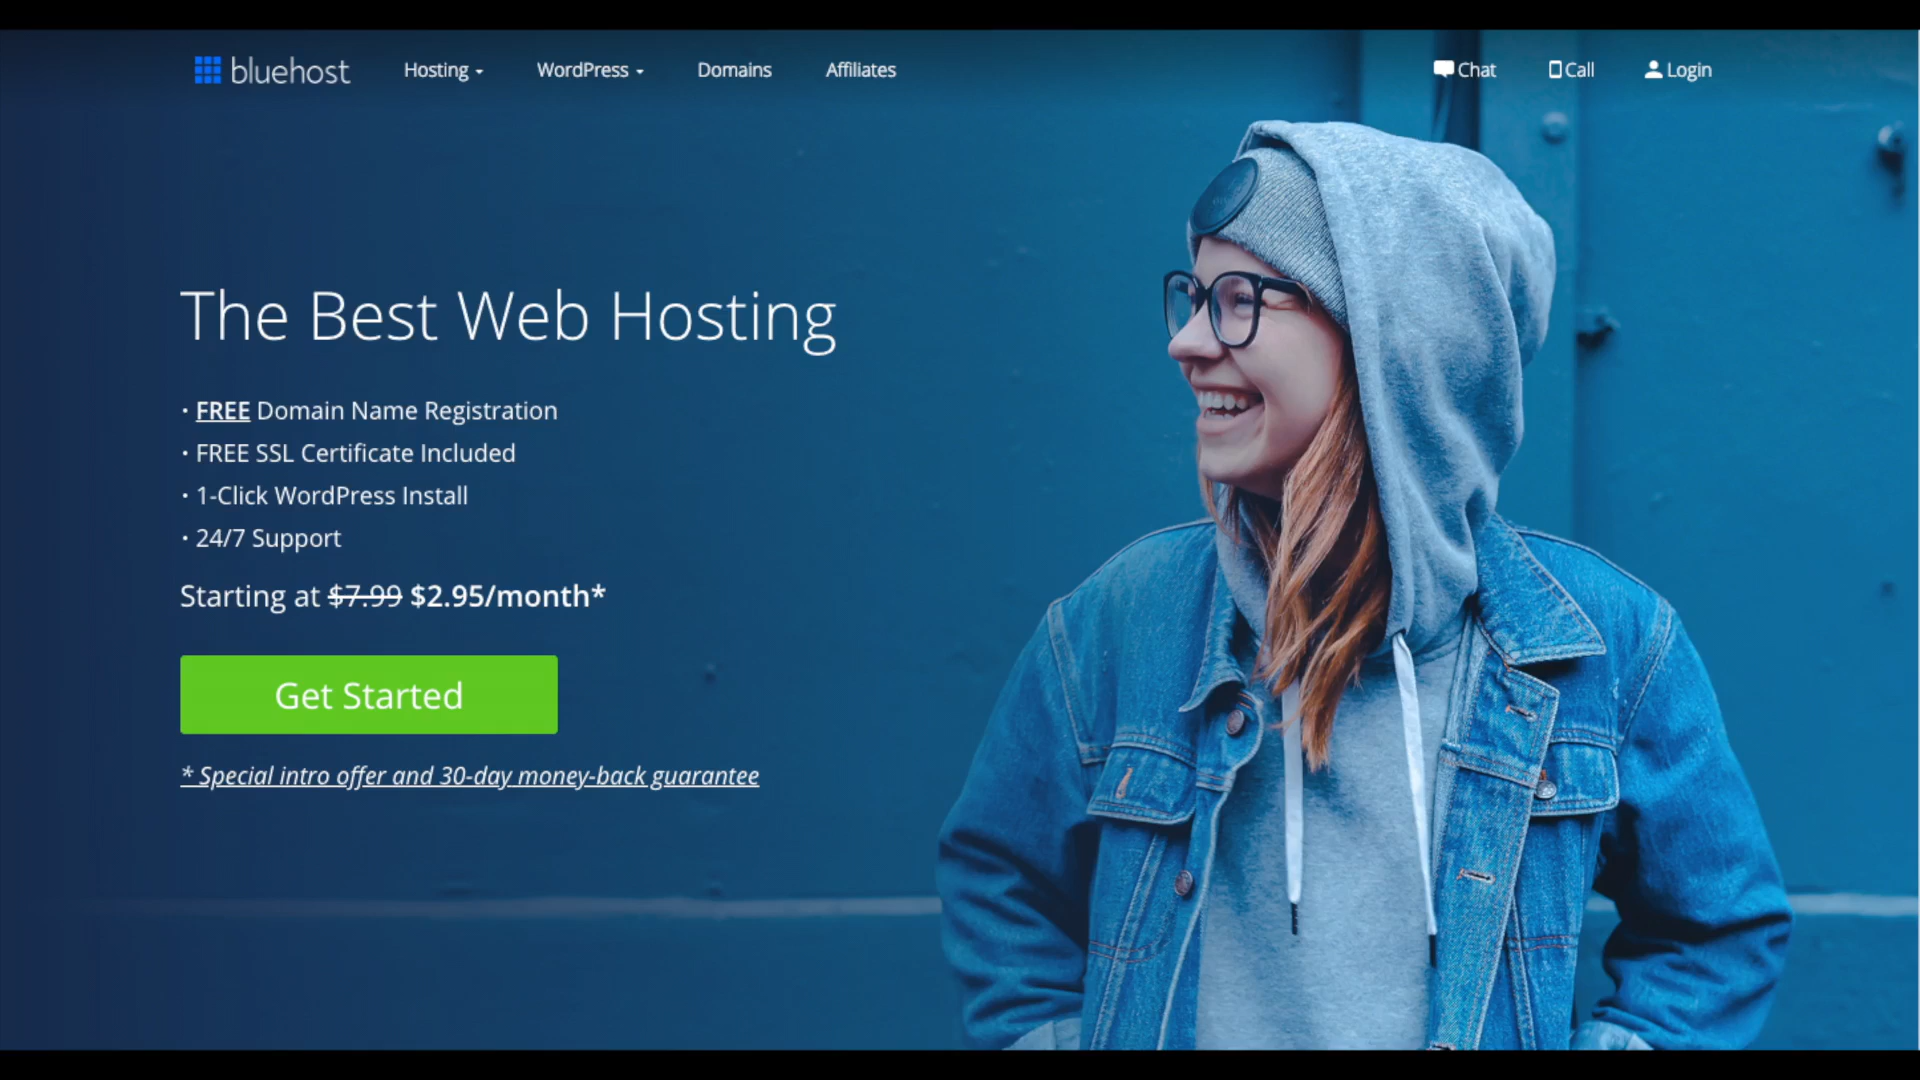 bluehost Hosting WordPress Domains Affiliates Chat Call Login
The Best Web Hosting
· FREE Domain Name Registration
· FREE SSL Certificate Included
· 1-Click WordPress Install
· 24/7 Support
Starting at $7.99 $2.95/month*
Get Started
* Special intro offer and 30-day money-back guarantee